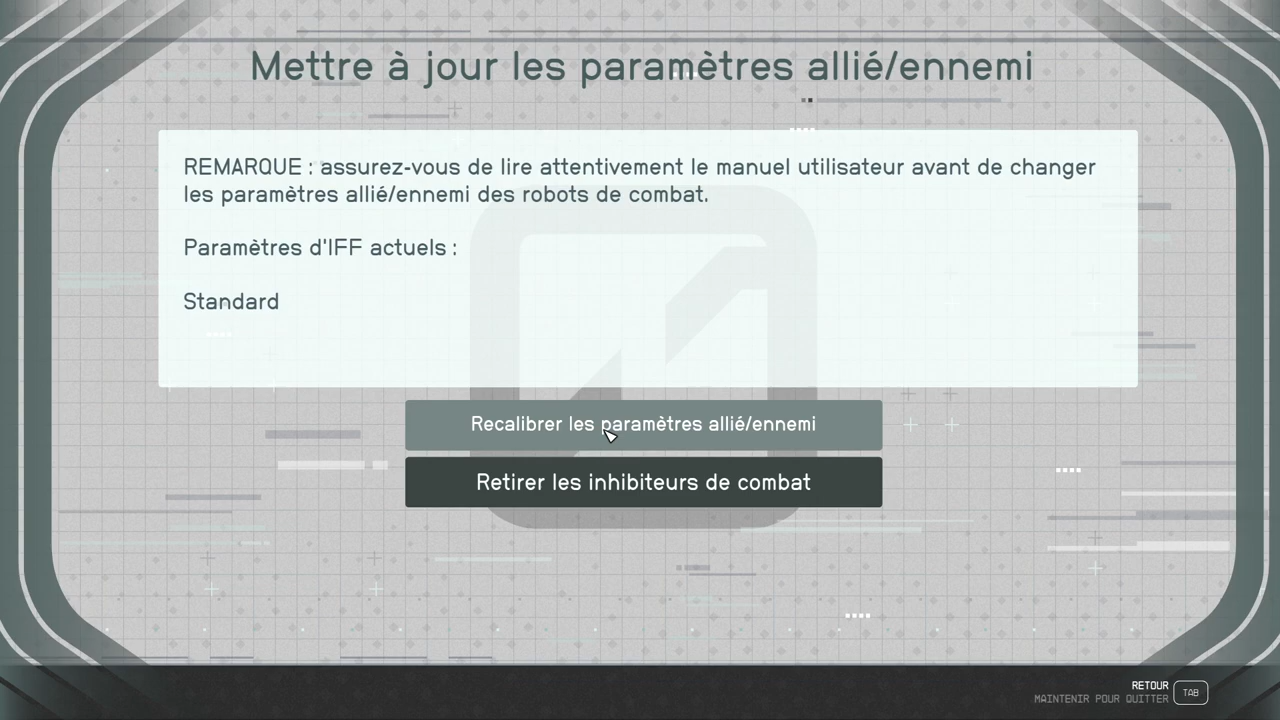 Mettre à jour les paramètres allié/ennemi
REMARQUE : assurez-vous de lire attentivement le manuel utilisateur avant de changer
les paramètres allié/ennemi des robots de combat.
Paramètres d'IFF actuels :
Standard
Recalibrer les paramètres allié/ennemi
Retirer les inhibiteurs de combat
RETOUR
MAINTENIR POUR QUITTER
TAB